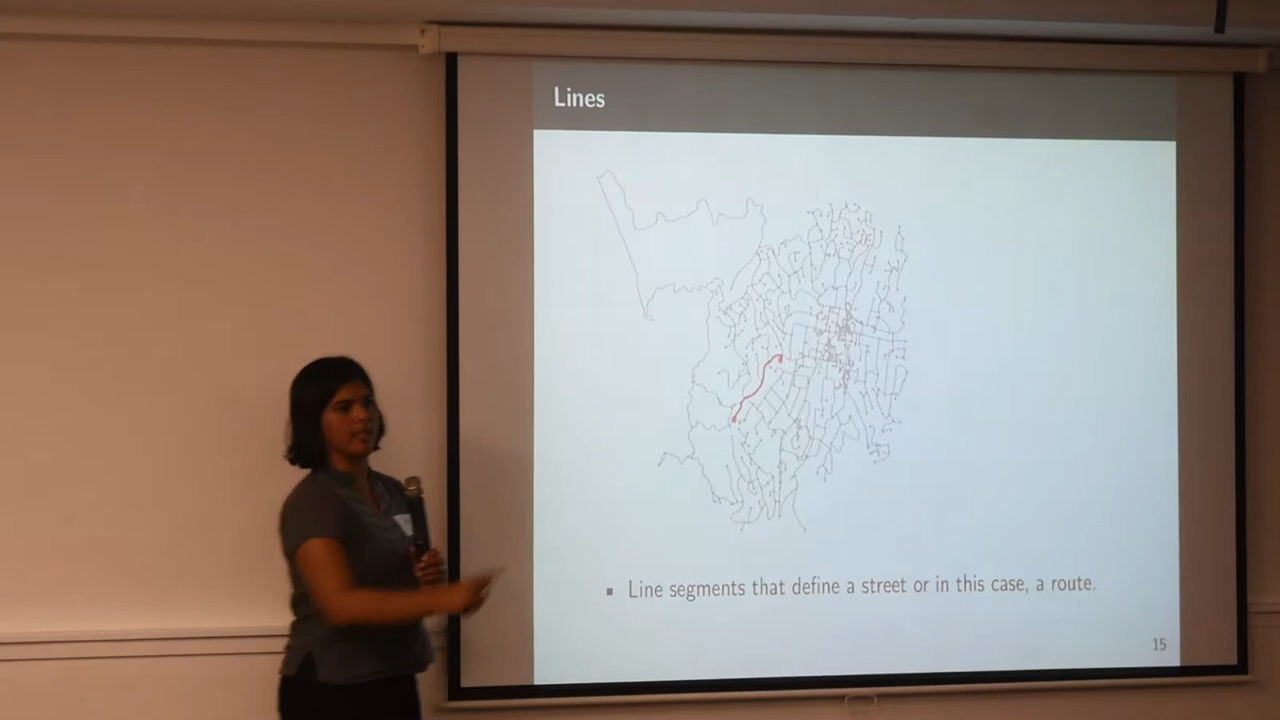 Lines
Line segments that define a street or in this case, a route.
15